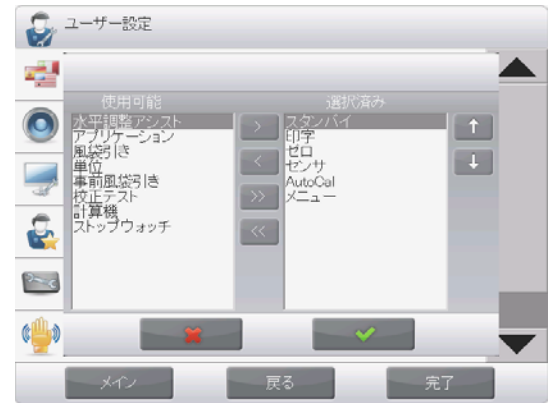 ユーザー設定
使用可能
水平調整アシスト
アプリケーション
風袋引き
単位
事前風袋引き
校正テスト
計算機
ストップウォッチ
>
<
>>
<<
選択済み
スタンバイ
印字
ゼロ
センサ
AutoCal
メニュー
メイン
戻る
完了